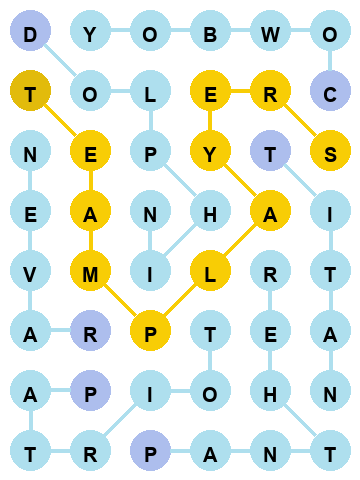 D Y O B W O
T O L E R C
N E P Y T S
E A N H A I
V M I L R T
A R P T E A
A P I O H N
T R P A N T